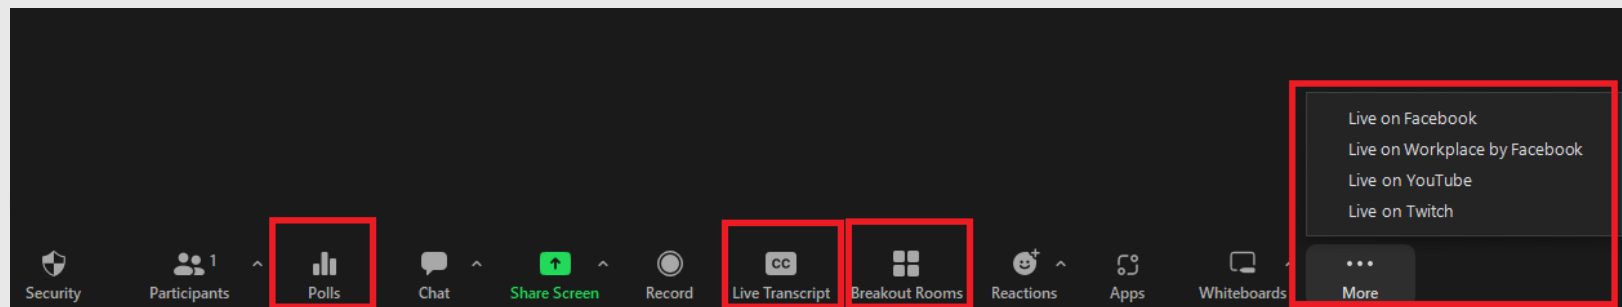 Live on Facebook
Live on Workplace by Facebook
Live on YouTube
Live on Twitch
1
CC
Security Participants Polls Chat Share Screen Record Live Transcript Breakout Rooms Reactions Apps Whiteboards More